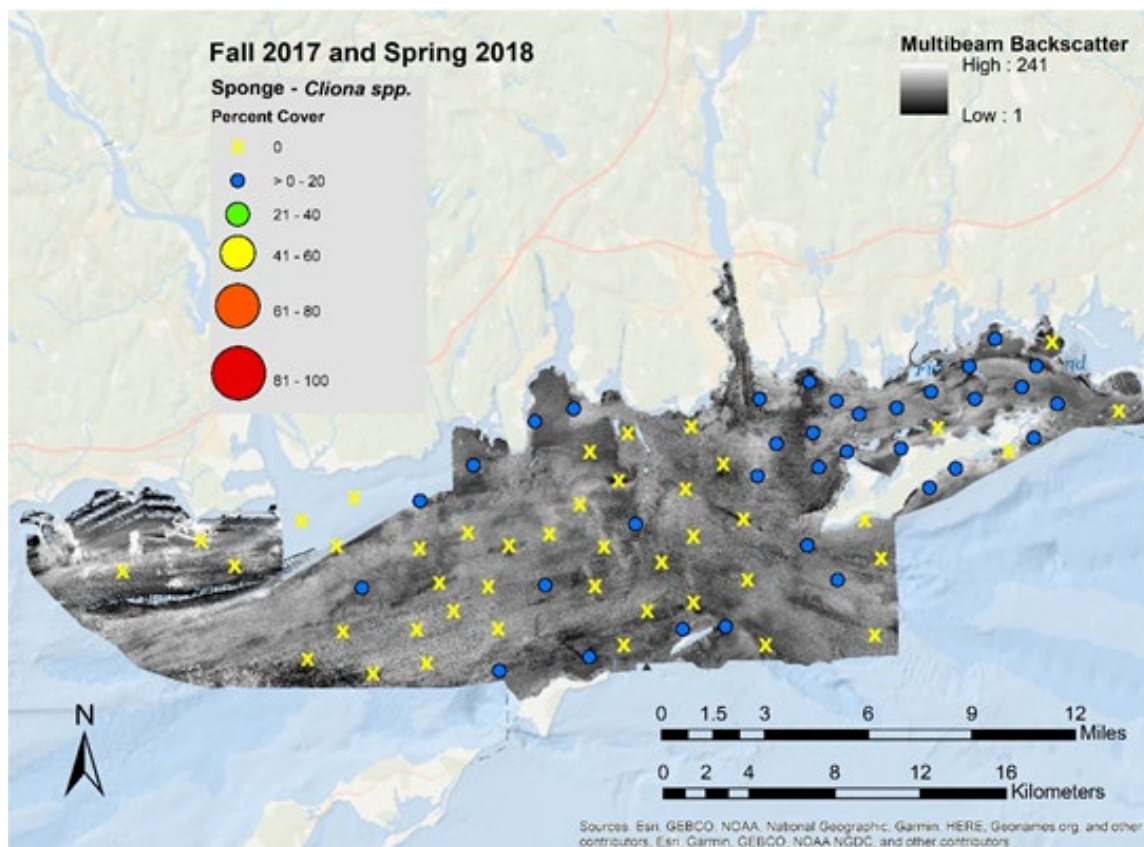 Fall 2017 and Spring 2018
Sponge - Cliona spp.
Percent Cover
0
> 0 - 20
21 - 40
41 - 60
61 - 80
81 - 100
Multibeam Backscatter
High : 241
Low : 1
nd
N
0 1.5 3 6 9 12
Miles
0 2 4 8 12 16
Kilometers
Sources: Esri, GEBCO, NOAA, National Geographic, Garmin, HERE, Geonames.org, and other
contributors, Esri, Garmin, GEBCO, NOAA NGDC, and other contributors